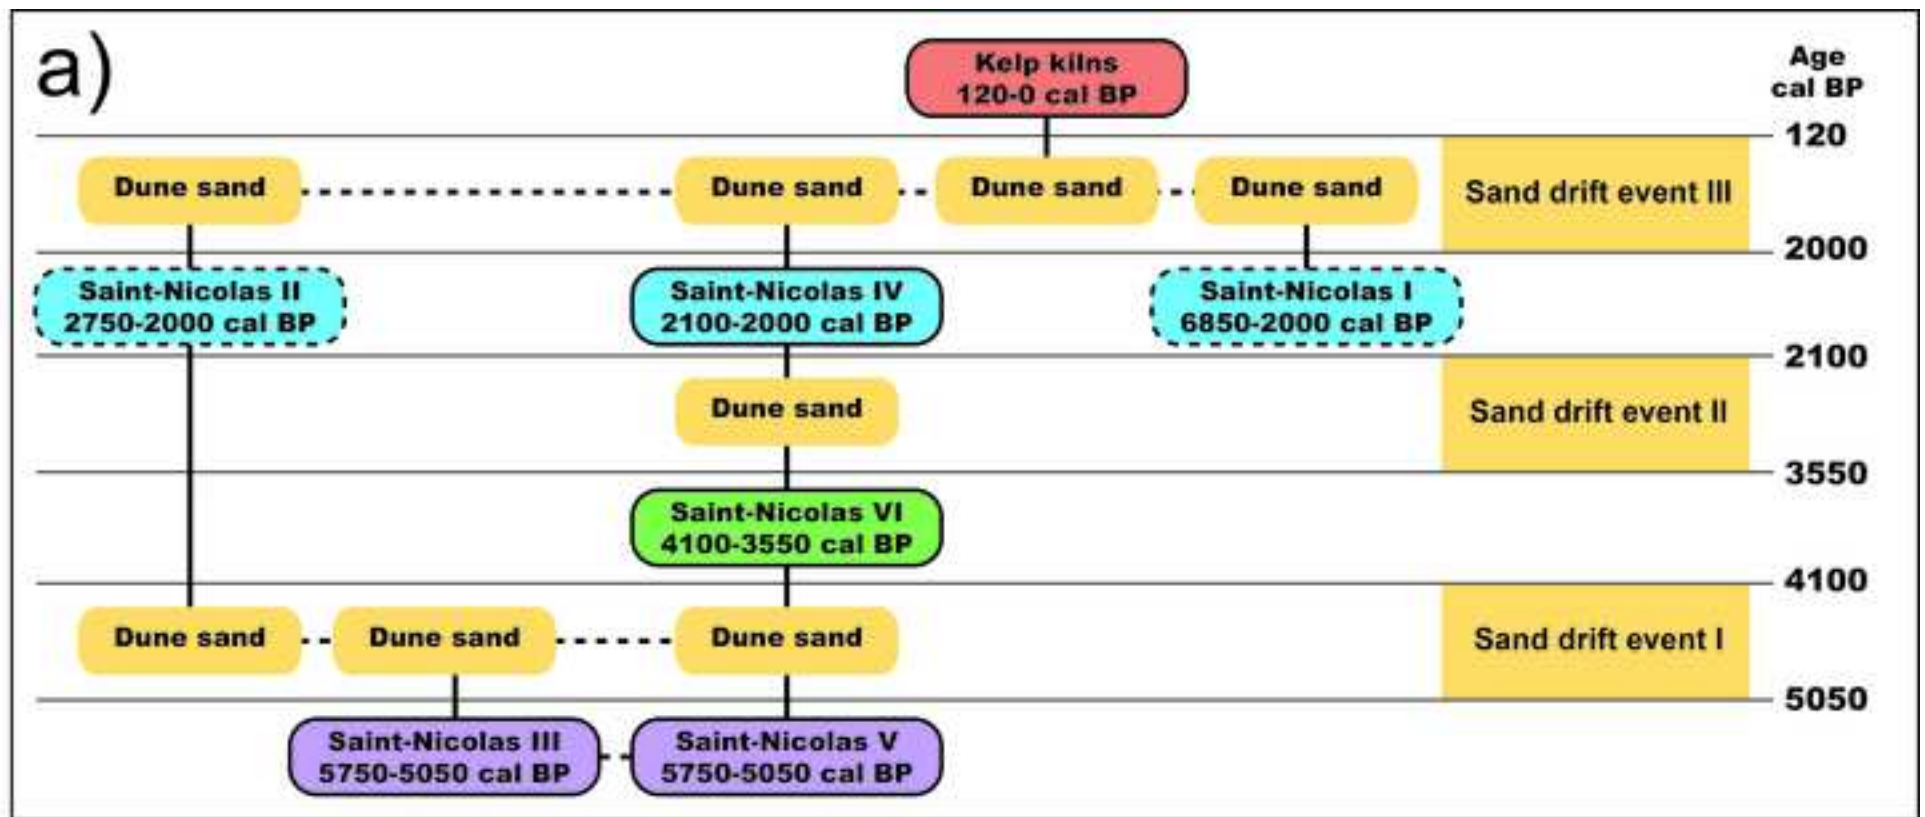 a)
Kelp kilns
120-0 cal BP
Age
cal BP
120
Dune sand
Dune sand
Dune sand
Dune sand
Sand drift event III
2000
Saint-Nicolas II
2750-2000 cal BP
Saint-Nicolas IV
2100-2000 cal BP
Saint-Nicolas I
6850-2000 cal BP
2100
Dune sand
Sand drift event II
3550
Saint-Nicolas VI
4100-3550 cal BP
4100
Dune sand
Dune sand
Dune sand
Sand drift event I
5050
Saint-Nicolas III
5750-5050 cal BP
Saint-Nicolas V
5750-5050 cal BP